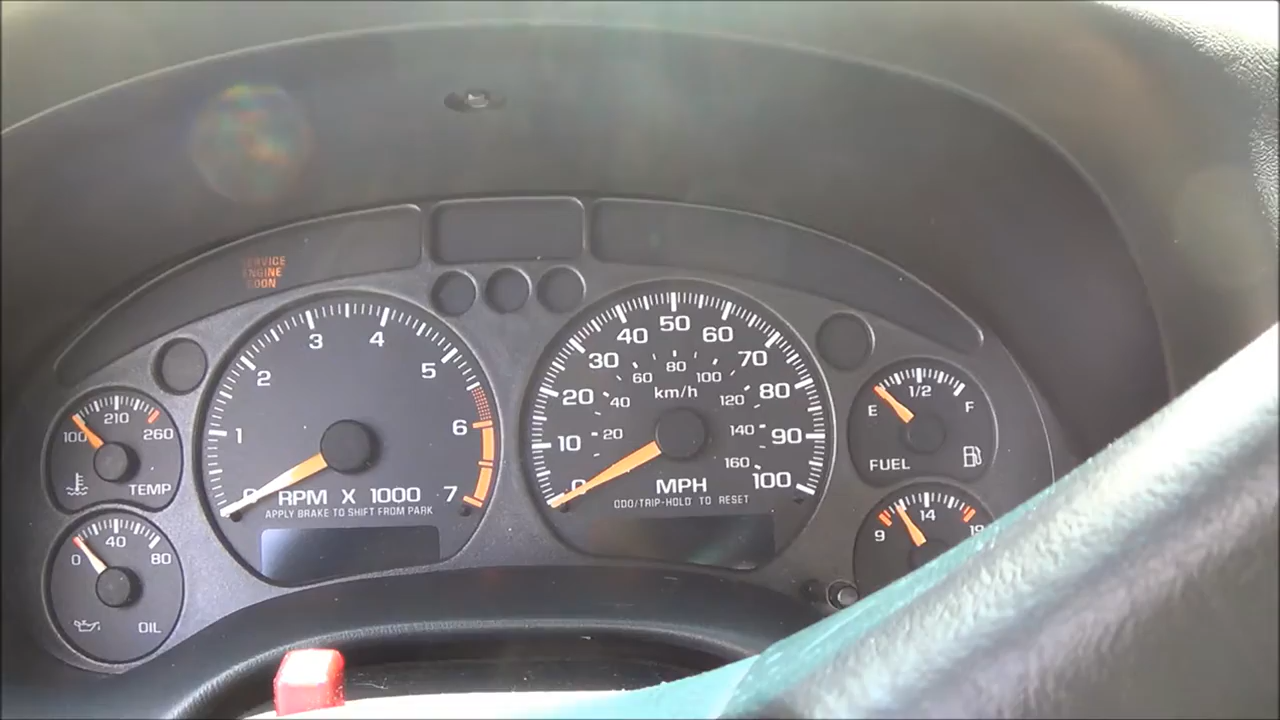 SERVICE
ENGINE
SOON
100 210 260
TEMP
0 40 80
OIL
0 1 2 3 4 5 6 7
RPM X 1000
APPLY BRAKE TO SHIFT FROM PARK
0 10 20 30 40 50 60 70 80 90 100
20 40 60 80 100 120 140 160
km/h
MPH
ODO/TRIP-HOLD TO RESET
E 1/2 F
FUEL
9 14 19